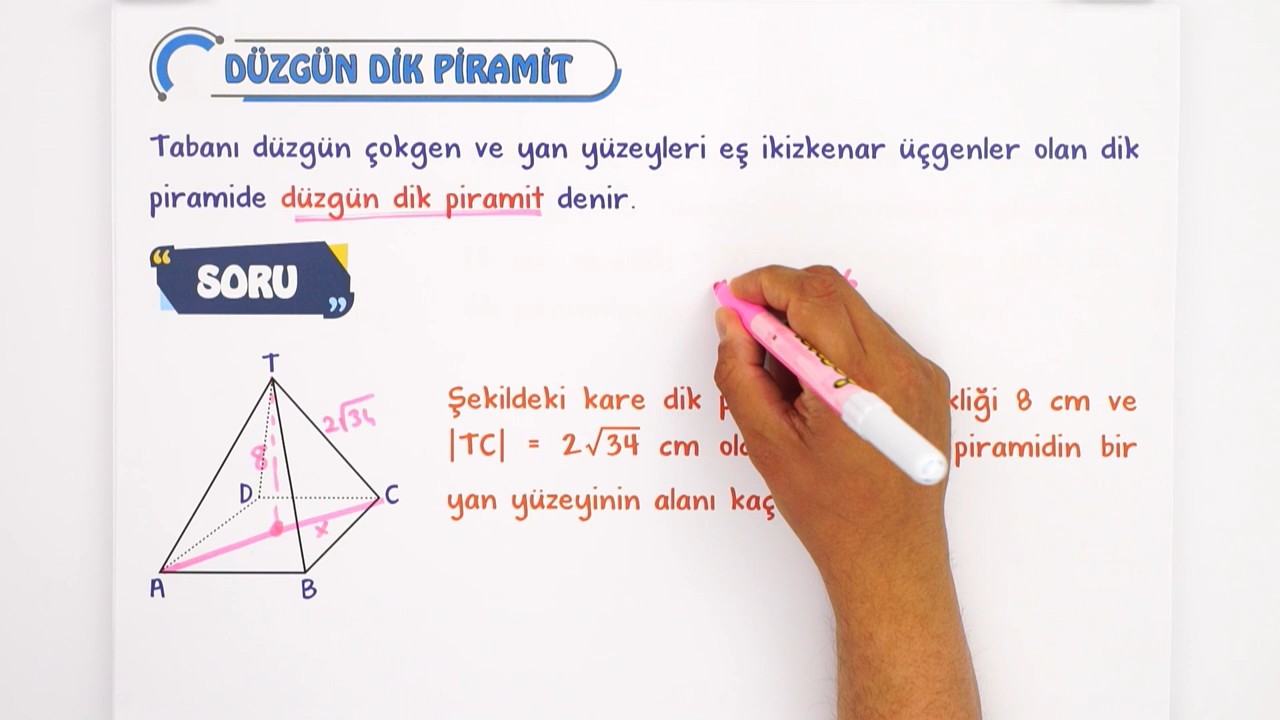 DÜZGÜN DİK PİRAMİT
Tabanı düzgün çokgen ve yan yüzeyleri eş ikizkenar üçgenler olan dik
piramide düzgün dik piramit denir.
“ SORU ”
T
2√34
8
D
C
x
A
B
Şekildeki kare dik kliği 8 cm ve
|TC| = 2√34 cm piramidin bir
yan yüzeyinin alanı kaç